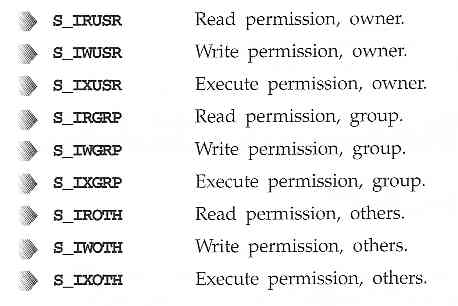 S_IRUSR Read permission, owner.
S_IWUSR Write permission, owner.
S_IXUSR Execute permission, owner.
S_IRGRP Read permission, group.
S_IWGRP Write permission, group.
S_IXGRP Execute permission, group.
S_IROTH Read permission, others.
S_IWOTH Write permission, others.
S_IXOTH Execute permission, others.